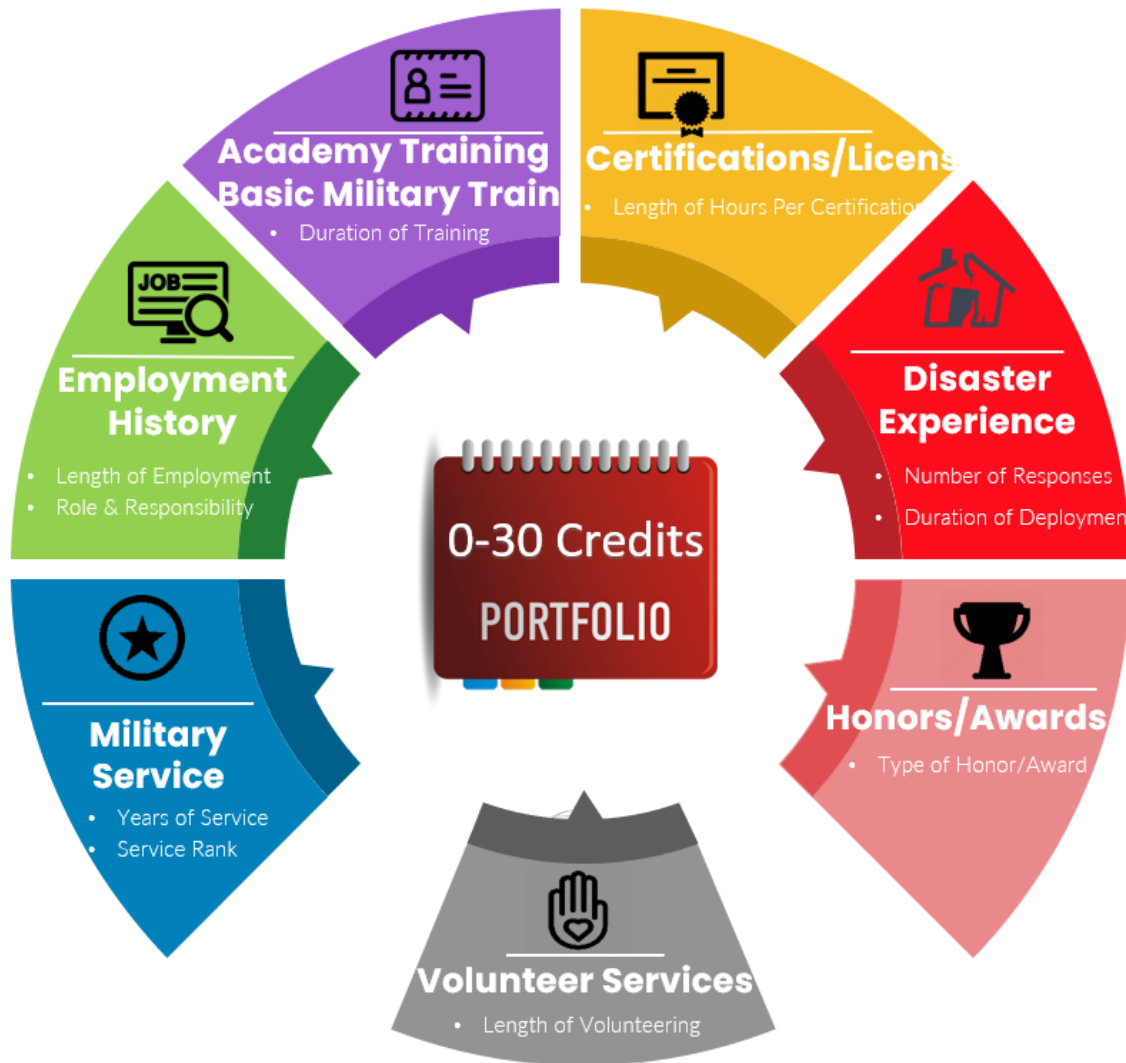 Academy Training
Basic Military Train
• Duration of Training
Certifications/Licens
• Length of Hours Per Certification
JOB
Employment
History
• Length of Employment
• Role & Responsibility
Disaster
Experience
• Number of Responses
• Duration of Deploymen
0-30 Credits
PORTFOLIO
Military
Service
• Years of Service
• Service Rank
Honors/Awards
• Type of Honor/Award
Volunteer Services
• Length of Volunteering